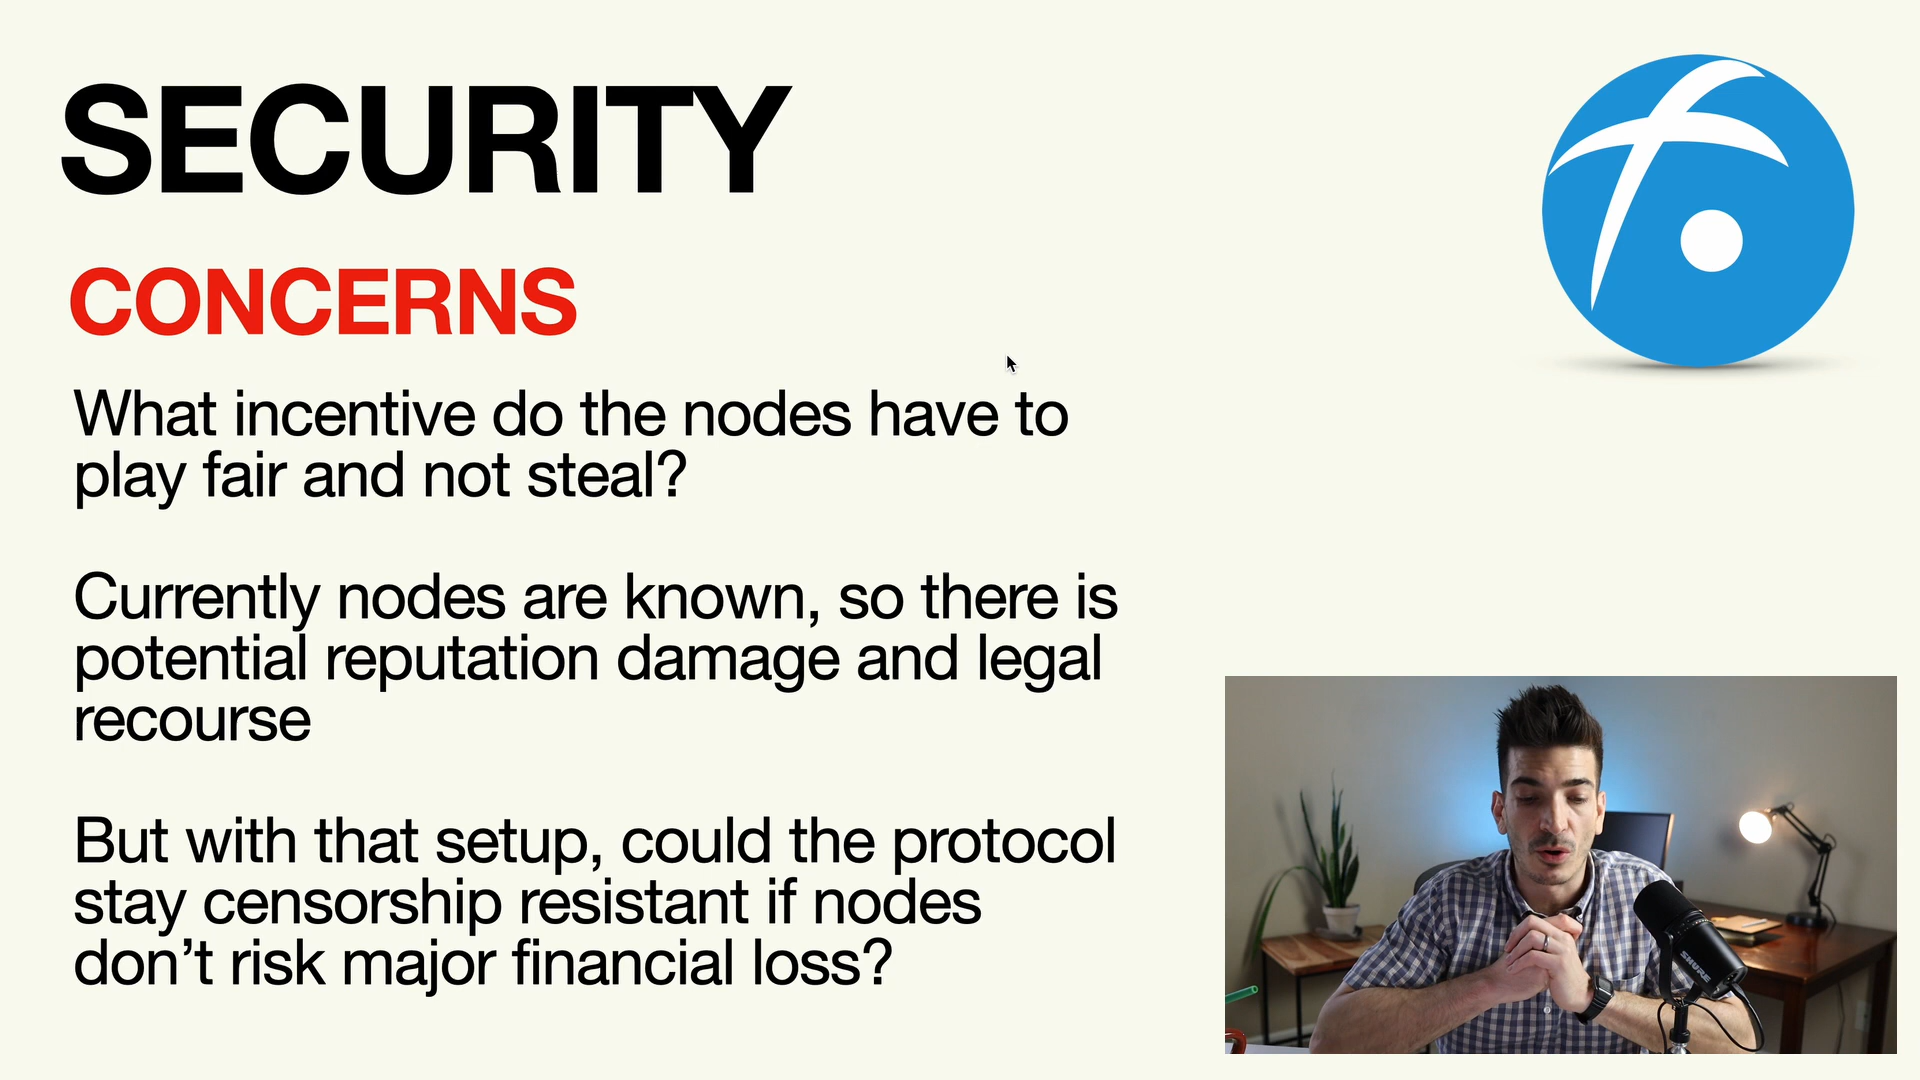 SECURITY
CONCERNS
What incentive do the nodes have to
play fair and not steal?
Currently nodes are known, so there is
potential reputation damage and legal
recourse
But with that setup, could the protocol
stay censorship resistant if nodes
don’t risk major financial loss?
SHURE